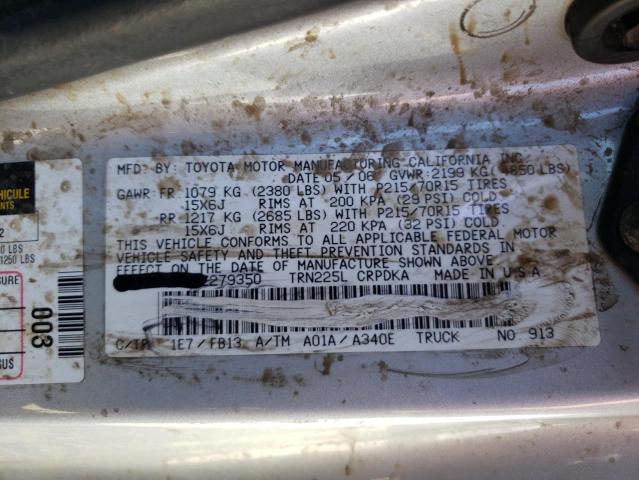 MFD. BY: TOYOTA MOTOR MANUFACTURING CALIFORNIA INC.
DATE 05/06 GVWR: 2199 KG (4850 LBS)
GAWR: FR 1079 KG (2380 LBS) WITH P215/70R15 TIRES
15X6J RIMS AT 200 KPA (29 PSI) COLD
RR 1217 KG (2685 LBS) WITH P215/70R15 TIRES
15X6J RIMS AT 220 KPA (32 PSI) COLD
THIS VEHICLE CONFORMS TO ALL APPLICABLE FEDERAL MOTOR
VEHICLE SAFETY AND THEFT PREVENTION STANDARDS IN
EFFECT ON THE DATE OF MANUFACTURE SHOWN ABOVE
279350 TRN225L CRPDKA MADE IN U S A
C/TR 1E7/FB13 A/TM A01A/A340E TRUCK NO 913
VEHICULE
LBS
1250 LBS
003